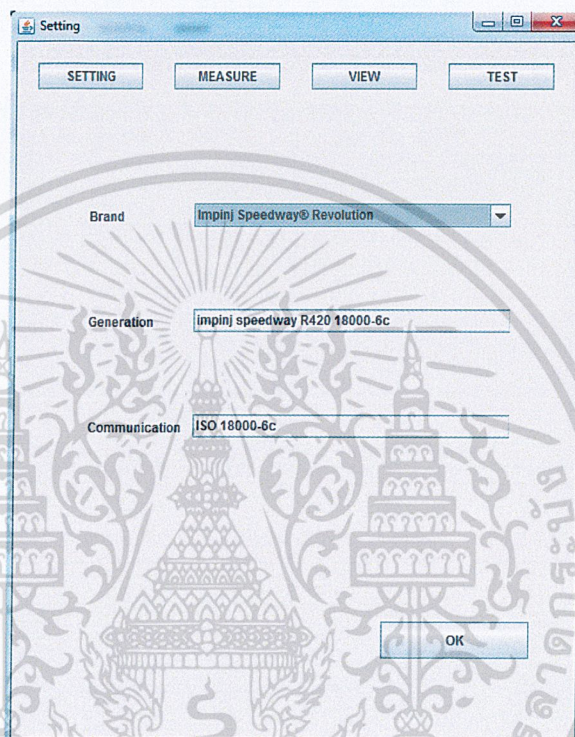 Setting
SETTING MEASURE VIEW TEST
Brand Impinj Speedway® Revolution
Generation impinj speedway R420 18000-6c
Communication ISO 18000-6c
OK